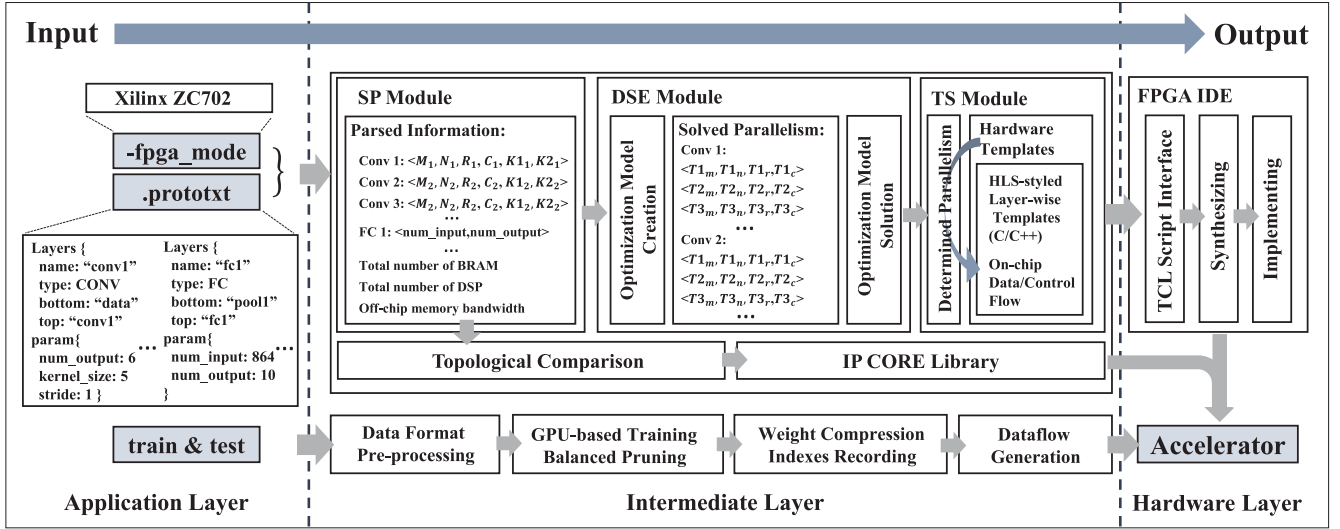 Input
Output
Xilinx ZC702
-fpga_mode
.prototxt
Layers {
name: “conv1”
type: CONV
bottom: “data”
top: “conv1”
param{
num_output: 6
kernel_size: 5
stride: 1 }
...
Layers {
name: “fc1”
type: FC
bottom: “pool1”
top: “fc1”
param{
num_input: 864
num_output: 10
}
...
train & test
Application Layer
SP Module
Parsed Information:
Conv 1: <M₁, N₁, R₁, C₁, K1₁, K2₁>
Conv 2: <M₂, N₂, R₂, C₂, K1₂, K2₂>
Conv 3: <M₂, N₂, R₂, C₂, K1₂, K2₂>
...
FC 1: <num_input,num_output>
...
Total number of BRAM
Total number of DSP
Off-chip memory bandwidth
DSE Module
Optimization Model
Creation
Solved Parallelism:
Conv 1:
<T1ₘ, T1ₙ, T1ᵣ,T1_c>
<T2ₘ, T2ₙ, T2ᵣ,T2_c>
<T3ₘ, T3ₙ, T3ᵣ,T3_c>
...
Conv 2:
<T1ₘ, T1ₙ, T1ᵣ,T1_c>
<T2ₘ, T2ₙ, T2ᵣ,T2_c>
<T3ₘ, T3ₙ, T3ᵣ,T3_c>
...
Optimization Model
Solution
TS Module
Determined Parallelism
Hardware
Templates
HLS-styled
Layer-wise
Templates
(C/C++)
On-chip
Data/Control
Flow
Topological Comparison
IP CORE Library
Data Format
Pre-processing
GPU-based Training
Balanced Pruning
Weight Compression
Indexes Recording
Dataflow
Generation
Intermediate Layer
FPGA IDE
TCL Script Interface
Synthesizing
Implementing
Accelerator
Hardware Layer